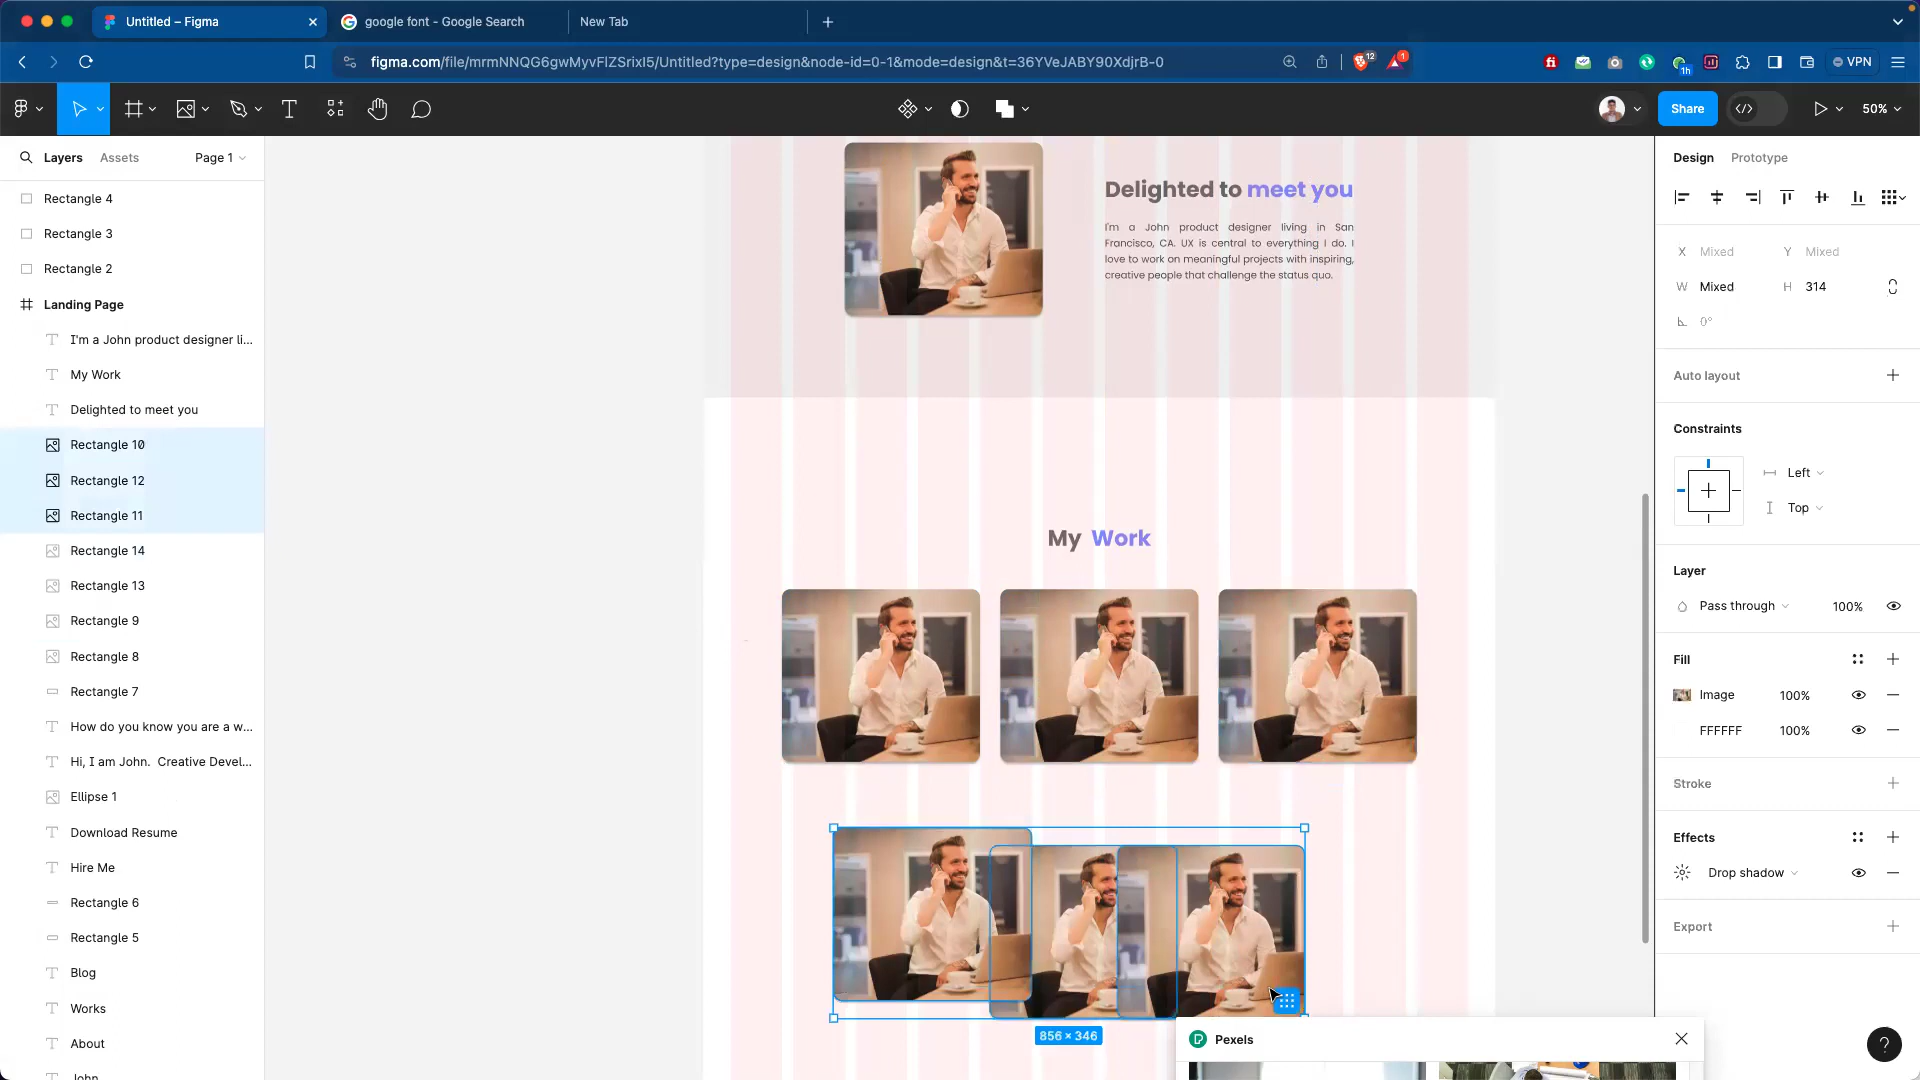 Untitled – Figma
google font - Google Search
New Tab
figma.com/file/mrmNNQG6gwMyvFlZSrixI5/Untitled?type=design&node-id=0-1&mode=design&t=36YVeJABY90XdjrB-0
12
1
1h
VPN
Share
50%
Layers
Assets
Page 1
Rectangle 4
Rectangle 3
Rectangle 2
Landing Page
I'm a John product designer li...
My Work
Delighted to meet you
Rectangle 10
Rectangle 12
Rectangle 11
Rectangle 14
Rectangle 13
Rectangle 9
Rectangle 8
Rectangle 7
How do you know you are a w...
Hi, I am John.  Creative Devel...
Ellipse 1
Download Resume
Hire Me
Rectangle 6
Rectangle 5
Blog
Works
About
John
Delighted to meet you
I'm a John product designer living in San
Francisco, CA. UX is central to everything I do. I
love to work on meaningful projects with inspiring,
creative people that challenge the status quo.
My Work
856 × 346
Pexels
Design
Prototype
X Mixed
Y Mixed
W Mixed
H 314
0°
Auto layout
Constraints
Left
Top
Layer
Pass through
100%
Fill
Image
100%
FFFFFF
100%
Stroke
Effects
Drop shadow
Export
?